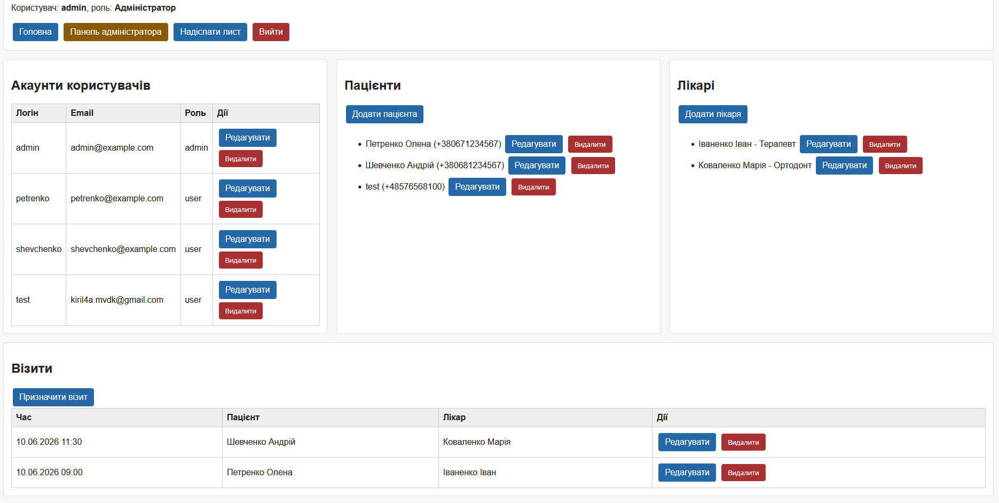 Користувач: admin, роль: Адміністратор
Головна Панель адміністратора Надіслати лист Вийти
Акаунти користувачів
Логін Email Роль Дії
admin admin@example.com admin Редагувати
Видалити
petrenko petrenko@example.com user Редагувати
Видалити
shevchenko shevchenko@example.com user Редагувати
Видалити
test kiril4a.mvdk@gmail.com user Редагувати
Видалити
Пацієнти
Додати пацієнта
• Петренко Олена (+380671234567) Редагувати Видалити
• Шевченко Андрій (+380681234567) Редагувати Видалити
• test (+48576568100) Редагувати Видалити
Лікарі
Додати лікаря
• Іваненко Іван - Терапевт Редагувати Видалити
• Коваленко Марія - Ортодонт Редагувати Видалити
Візити
Призначити візит
Час Пацієнт Лікар Дії
10.06.2026 11:30 Шевченко Андрій Коваленко Марія Редагувати Видалити
10.06.2026 09:00 Петренко Олена Іваненко Іван Редагувати Видалити